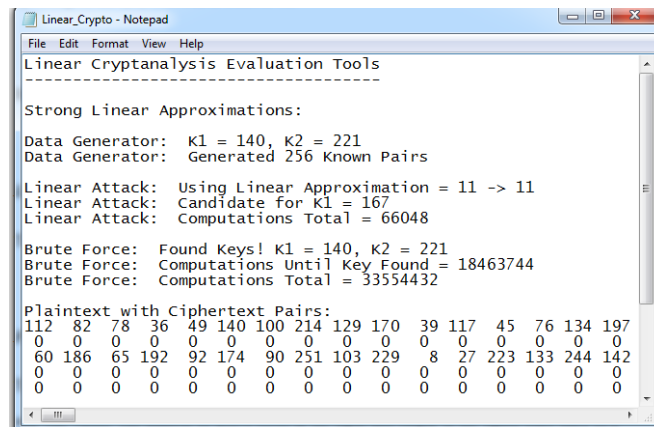 Linear_Crypto - Notepad
File Edit Format View Help
Linear Cryptanalysis Evaluation Tools
-------------------------------------
Strong Linear Approximations:
Data Generator: K1 = 140, K2 = 221
Data Generator: Generated 256 Known Pairs
Linear Attack: Using Linear Approximation = 11 -> 11
Linear Attack: Candidate for K1 = 167
Linear Attack: Computations Total = 66048
Brute Force: Found Keys! K1 = 140, K2 = 221
Brute Force: Computations Until Key Found = 18463744
Brute Force: Computations Total = 33554432
Plaintext with Ciphertext Pairs:
112 82 78 36 49 140 100 214 129 170 39 117 45 76 134 197
0 0 0 0 0 0 0 0 0 0 0 0 0 0 0 0
60 186 65 192 92 174 90 251 103 229 8 27 223 133 244 142
0 0 0 0 0 0 0 0 0 0 0 0 0 0 0 0
0 0 0 0 0 0 0 0 0 0 0 0 0 0 0 0